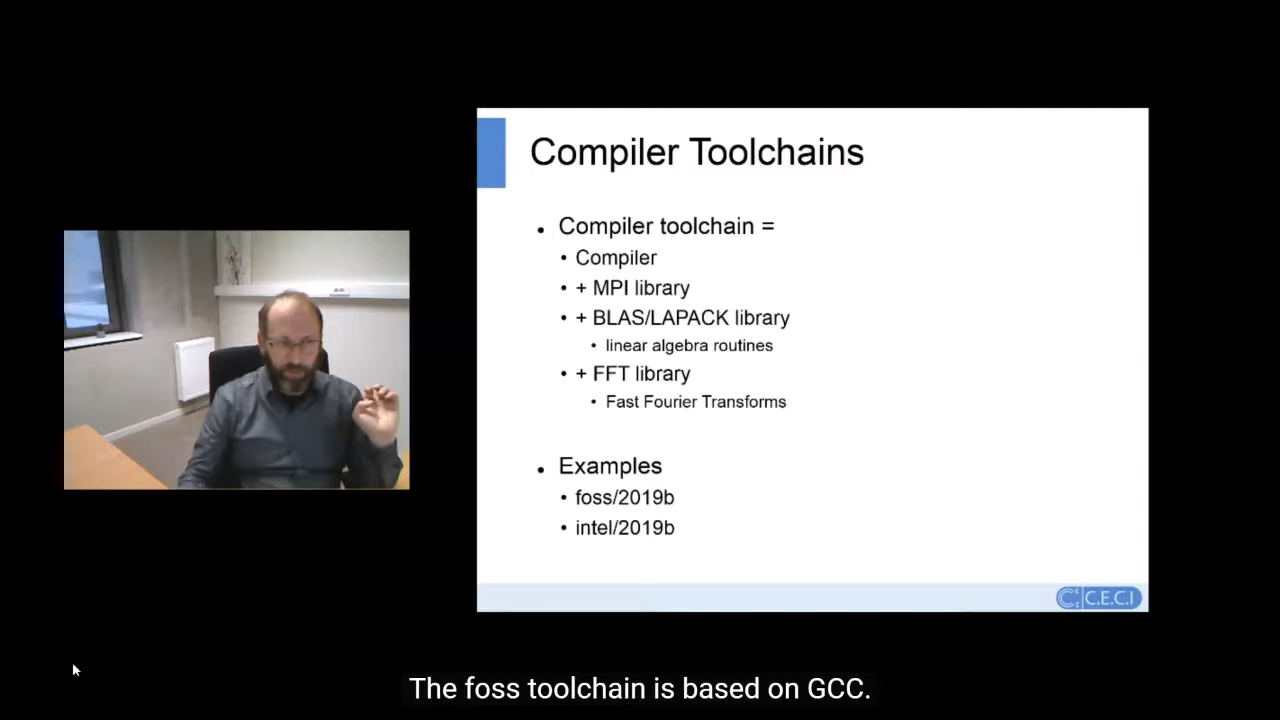 Compiler Toolchains
• Compiler toolchain =
• Compiler
• + MPI library
• + BLAS/LAPACK library
• linear algebra routines
• + FFT library
• Fast Fourier Transforms
• Examples
• foss/2019b
• intel/2019b
C.E.C.I
The foss toolchain is based on GCC.